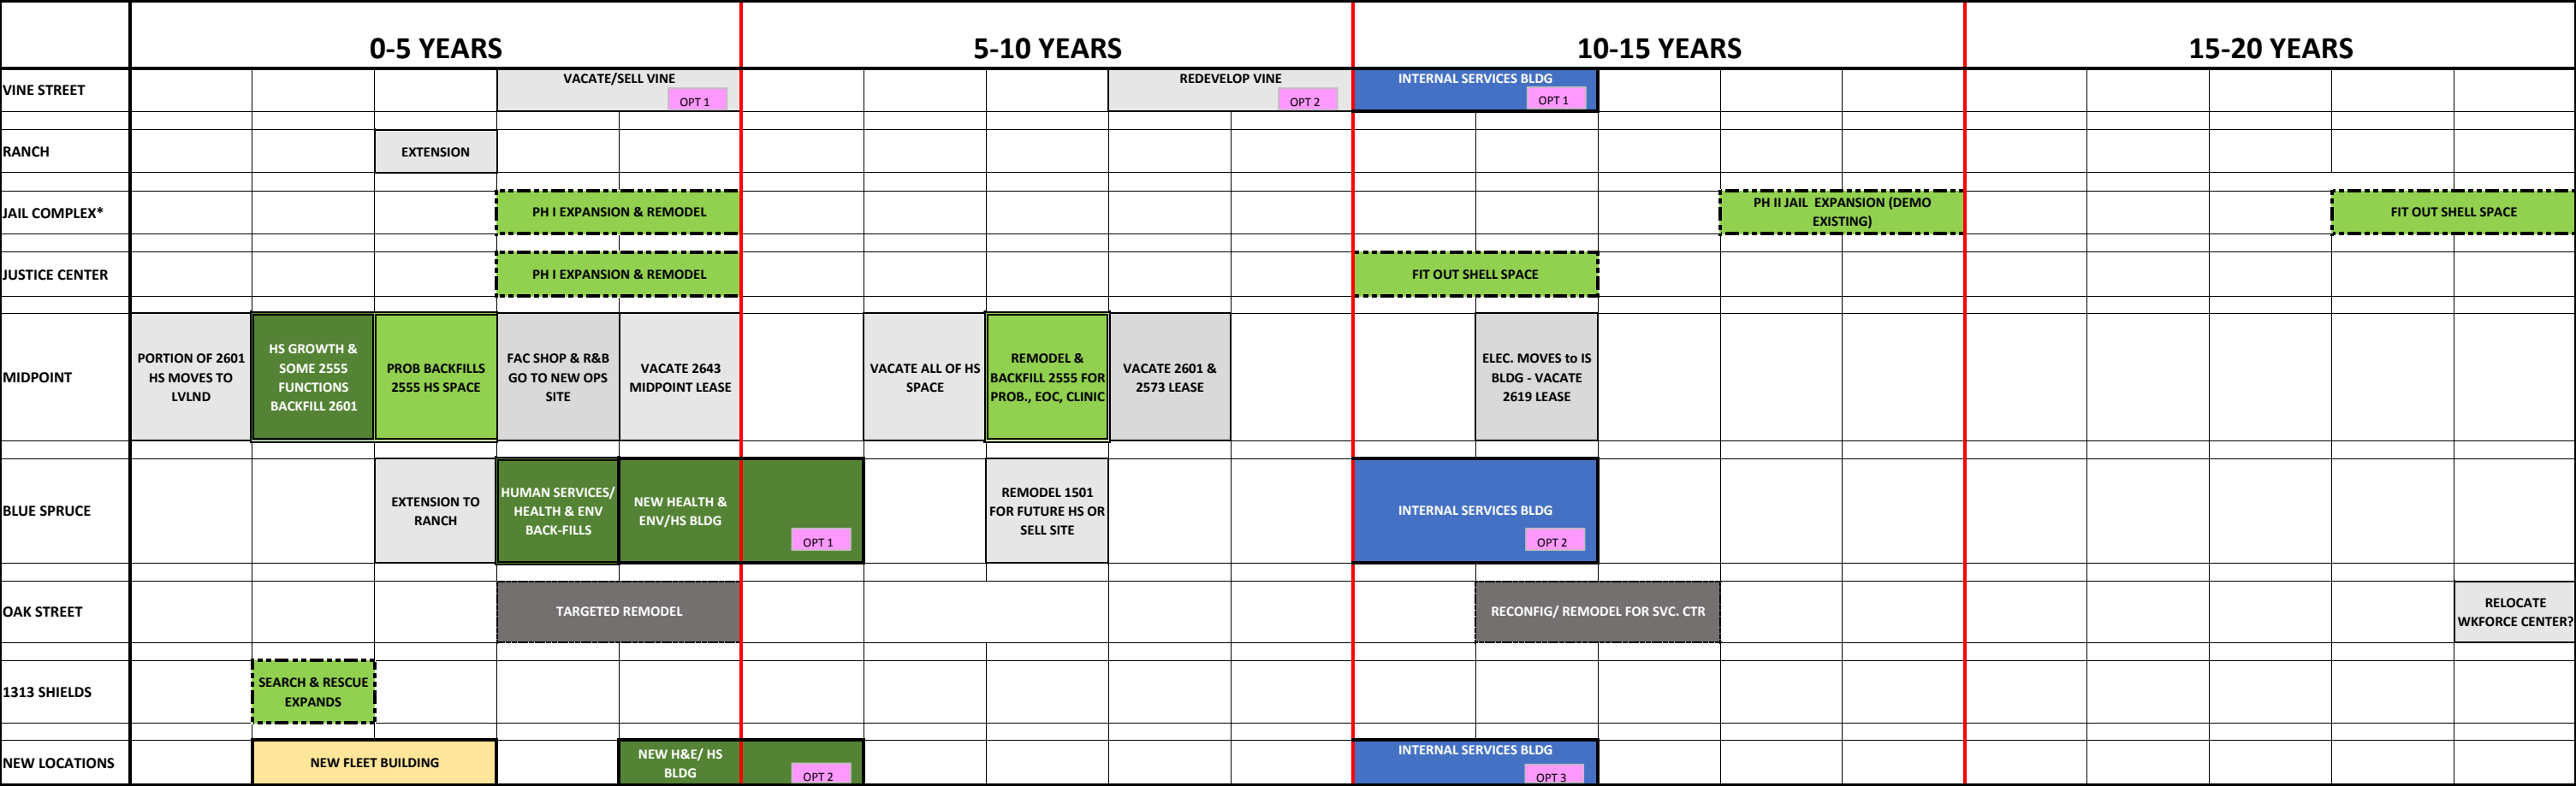 0-5 YEARS
5-10 YEARS
10-15 YEARS
15-20 YEARS
VINE STREET
VACATE/SELL VINE
OPT 1
REDEVELOP VINE
OPT 2
INTERNAL SERVICES BLDG
OPT 1
RANCH
EXTENSION
JAIL COMPLEX*
PH I EXPANSION & REMODEL
PH II JAIL EXPANSION (DEMO
EXISTING)
FIT OUT SHELL SPACE
JUSTICE CENTER
PH I EXPANSION & REMODEL
FIT OUT SHELL SPACE
MIDPOINT
PORTION OF 2601
HS MOVES TO
LVLND
HS GROWTH &
SOME 2555
FUNCTIONS
BACKFILL 2601
PROB BACKFILLS
2555 HS SPACE
FAC SHOP & R&B
GO TO NEW OPS
SITE
VACATE 2643
MIDPOINT LEASE
VACATE ALL OF HS
SPACE
REMODEL &
BACKFILL 2555 FOR
PROB., EOC, CLINIC
VACATE 2601 &
2573 LEASE
ELEC. MOVES to IS
BLDG - VACATE
2619 LEASE
BLUE SPRUCE
EXTENSION TO
RANCH
HUMAN SERVICES/
HEALTH & ENV
BACK-FILLS
NEW HEALTH &
ENV/HS BLDG
OPT 1
REMODEL 1501
FOR FUTURE HS OR
SELL SITE
INTERNAL SERVICES BLDG
OPT 2
OAK STREET
TARGETED REMODEL
RECONFIG/ REMODEL FOR SVC. CTR
RELOCATE
WKFORCE CENTER?
1313 SHIELDS
SEARCH & RESCUE
EXPANDS
NEW LOCATIONS
NEW FLEET BUILDING
NEW H&E/ HS
BLDG
OPT 2
INTERNAL SERVICES BLDG
OPT 3